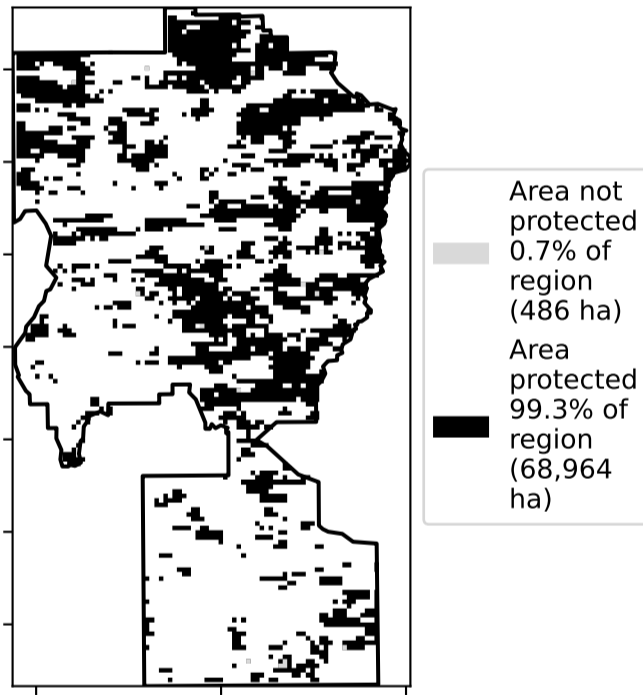 Area not
protected
0.7% of
region
(486 ha)
Area
protected
99.3% of
region
(68,964
ha)